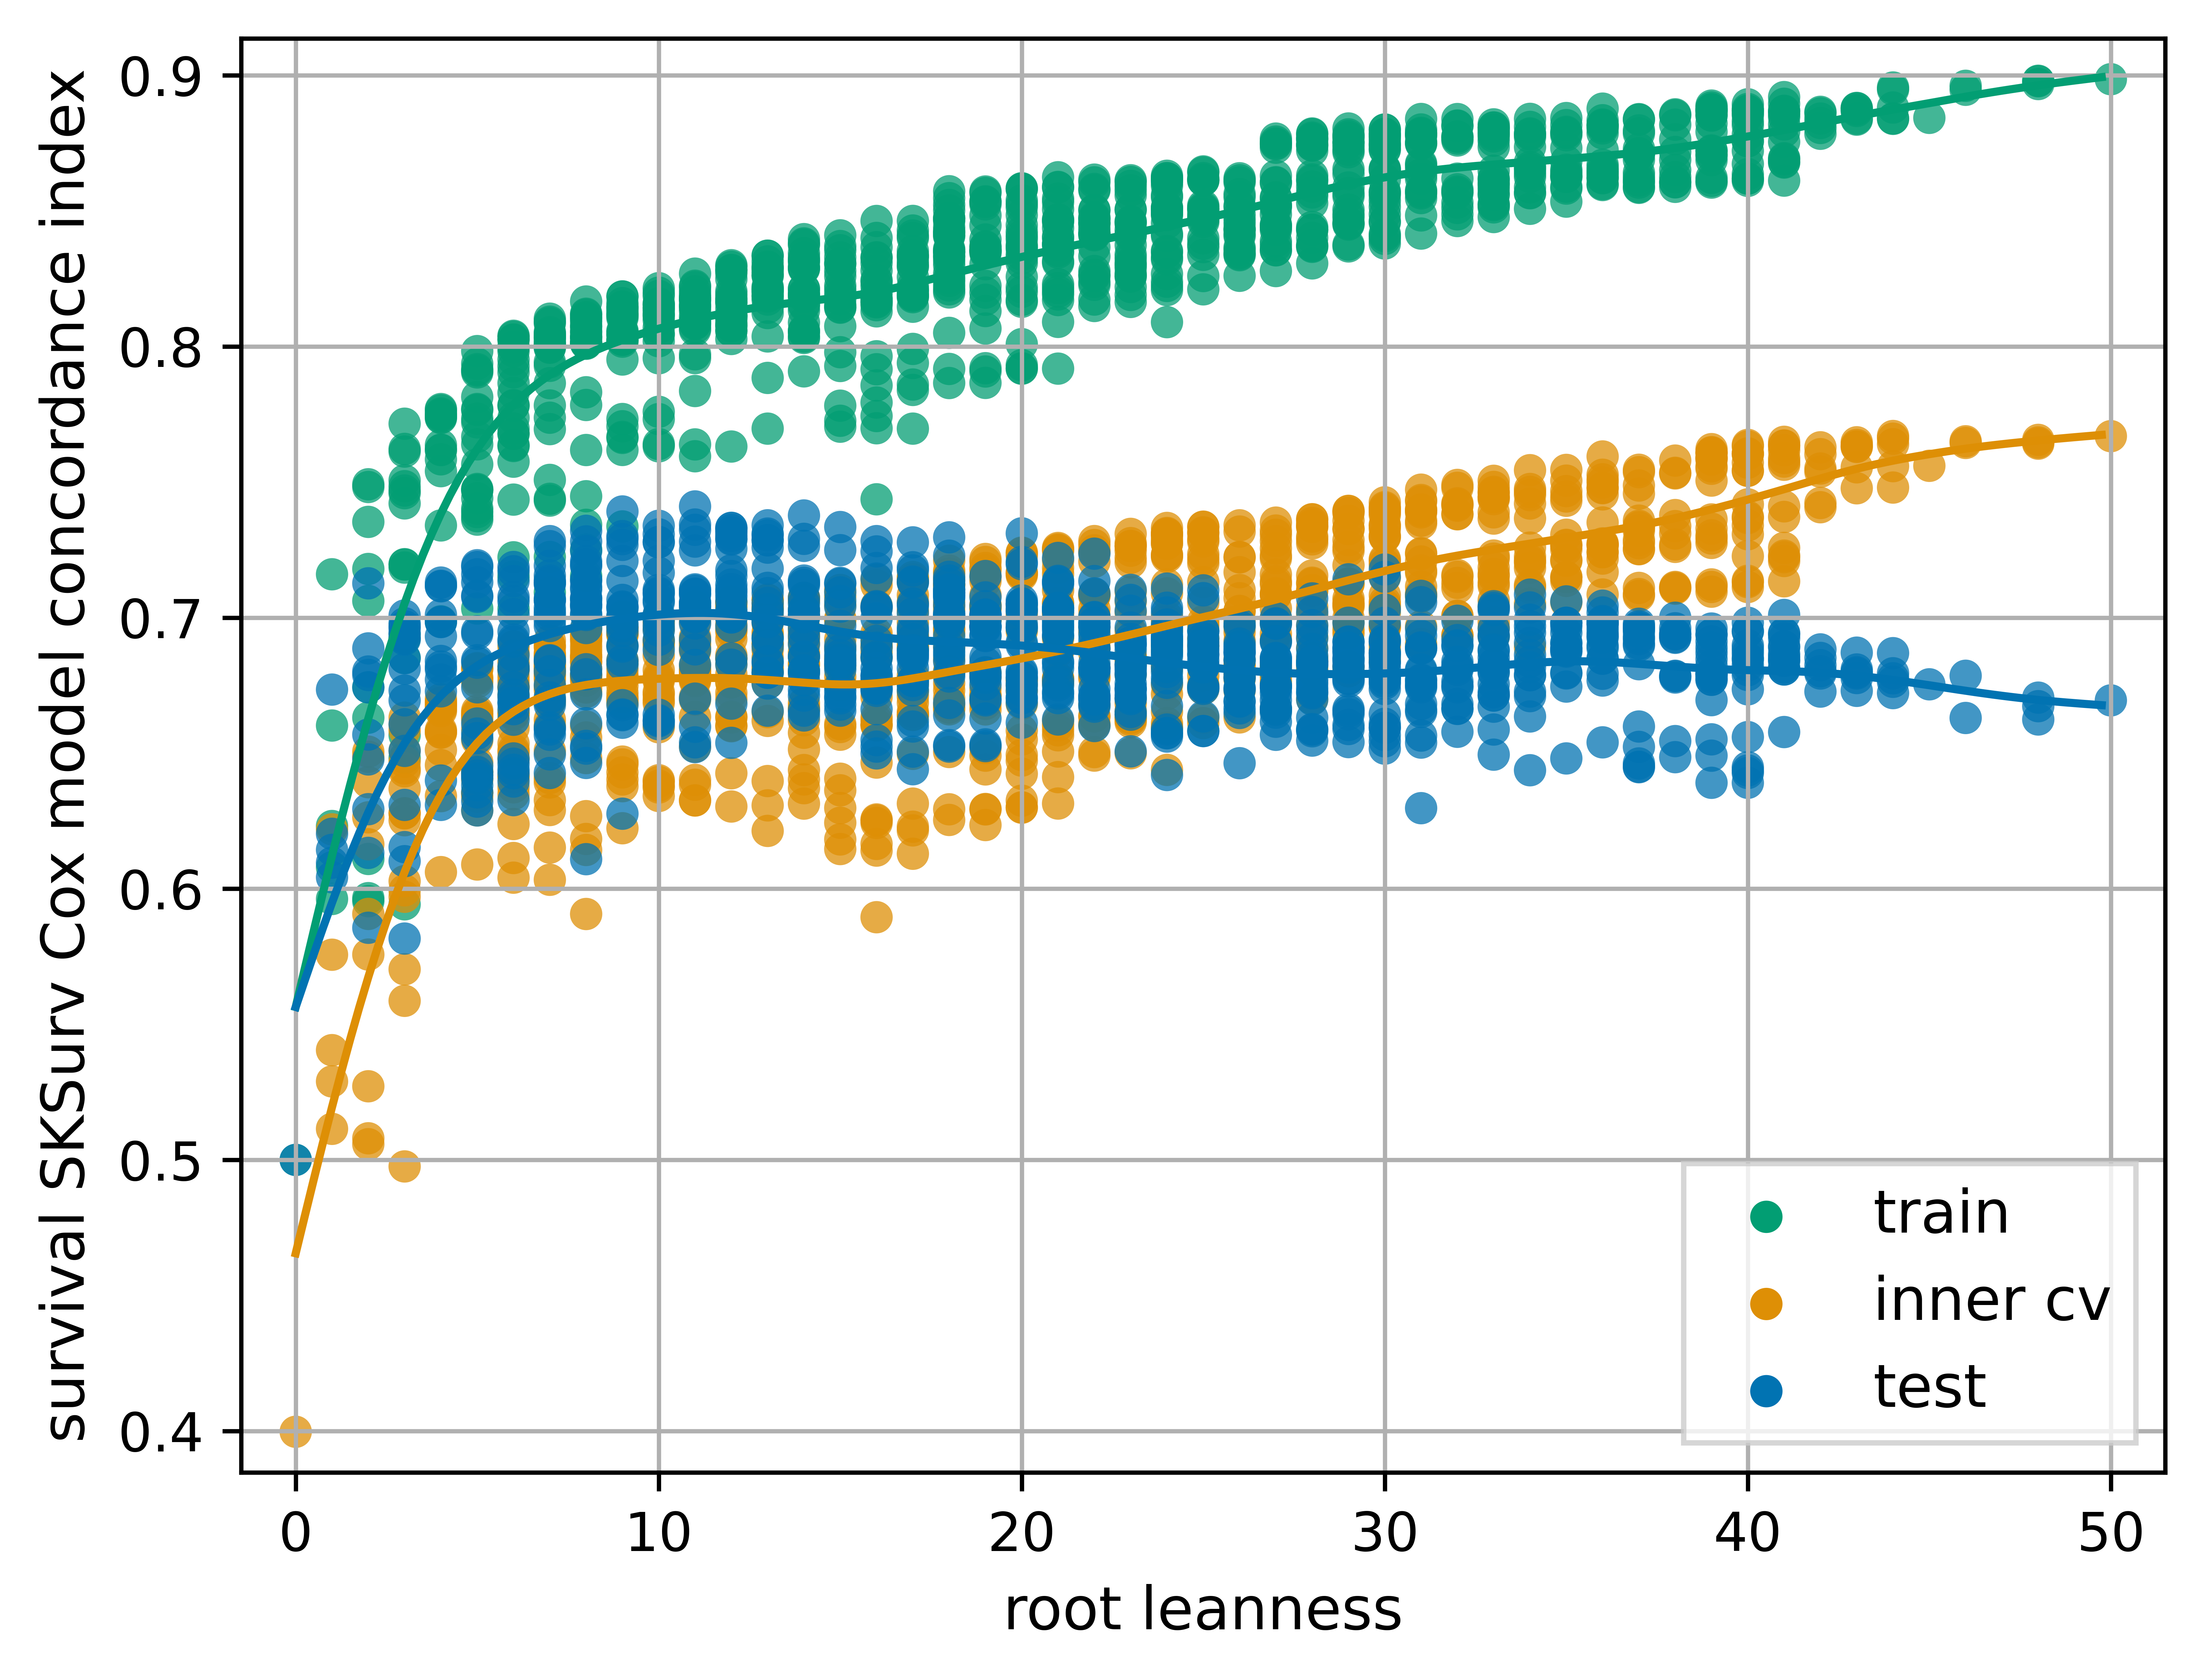 survival SKSurv Cox model concordance index
0.9
0.8
0.7
0.6
0.5
0.4
0 10 20 30 40 50
root leanness
train
inner cv
test